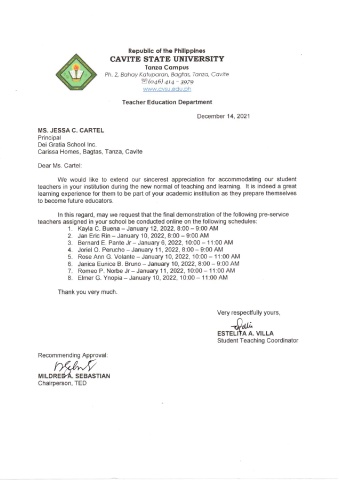 Republic of the Philippines
CAVITE STATE UNIVERSITY
Tanza Campus
Ph. 2, Bahay Katuparan, Bagtas, Tanza, Cavite
(046) 414 - 3979
www.cvsu.edu.ph
Teacher Education Department
December 14, 2021
MS. JESSA C. CARTEL
Principal
Dei Gratia School Inc.
Carissa Homes, Bagtas, Tanza, Cavite
Dear Ms. Cartel:
We would like to extend our sincerest appreciation for accommodating our student
teachers in your institution during the new normal of teaching and learning. It is indeed a great
learning experience for them to be part of your academic institution as they prepare themselves
to become future educators.
In this regard, may we request that the final demonstration of the following pre-service
teachers assigned in your school be conducted online on the following schedules:
1. Kayla C. Buena – January 12, 2022, 8:00 – 9:00 AM
2. Jan Eric Rin – January 10, 2022, 8:00 – 9:00 AM
3. Bernard E. Pante Jr – January 6, 2022, 10:00 – 11:00 AM
4. Joriel O. Perucho – January 11, 2022, 8:00 – 9:00 AM
5. Rose Ann G. Volante – January 10, 2022, 10:00 – 11:00 AM
6. Janica Eunice B. Bruno – January 10, 2022, 8:00 – 9:00 AM
7. Romeo P. Norbe Jr – January 11, 2022, 10:00 – 11:00 AM
8. Elmer G. Ynopia – January 10, 2022, 10:00 – 11:00 AM
Thank you very much.
Very respectfully yours,
ESTELITA A. VILLA
Student Teaching Coordinator
Recommending Approval:
MILDRED A. SEBASTIAN
Chairperson, TED